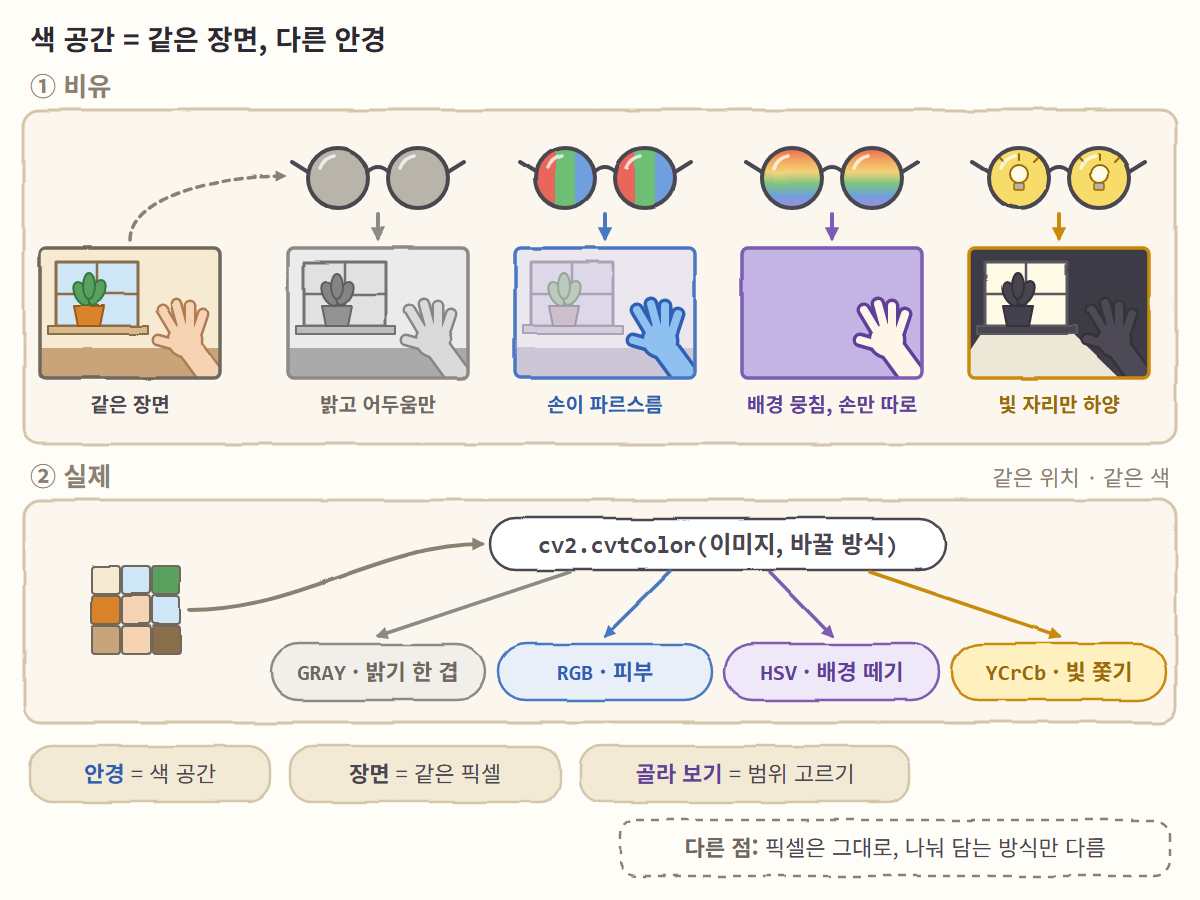 색 공간 = 같은 장면, 다른 안경
① 비유
같은 장면
밝고 어두움만
손이 파르스름
배경 뭉침, 손만 따로
빛 자리만 하양
② 실제
같은 위치 · 같은 색
cv2.cvtColor(이미지, 바꿀 방식)
GRAY · 밝기 한 겹
RGB · 피부
HSV · 배경 떼기
YCrCb · 빛 쫓기
안경 = 색 공간
장면 = 같은 픽셀
골라 보기 = 범위 고르기
다른 점: 픽셀은 그대로, 나눠 담는 방식만 다름